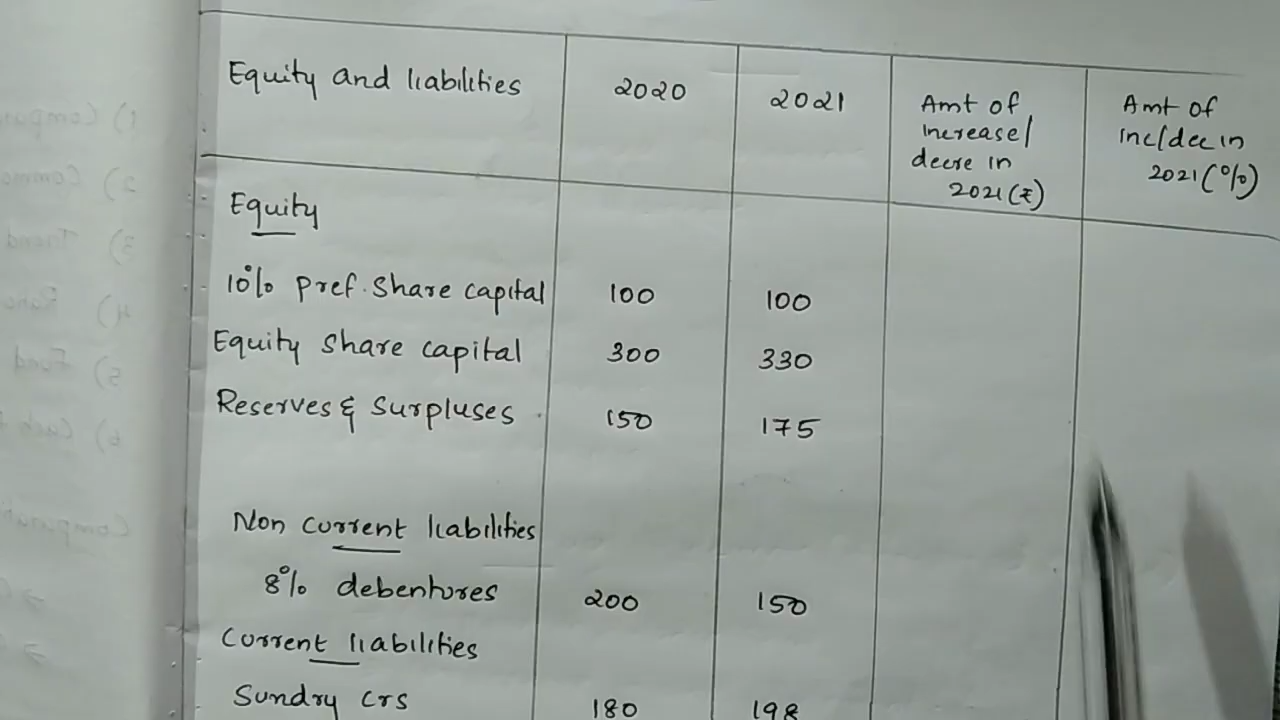 Equity and liabilities 2020 2021 Amt of increase/ decre in 2021 (₹) Amt of inc/dec in 2021 (%)
Equity
10% Pref. Share capital 100 100
Equity Share capital 300 330
Reserves & Surpluses 150 175
Non current liabilities
8% debentures 200 150
Current liabilities
Sundry crs 180 198